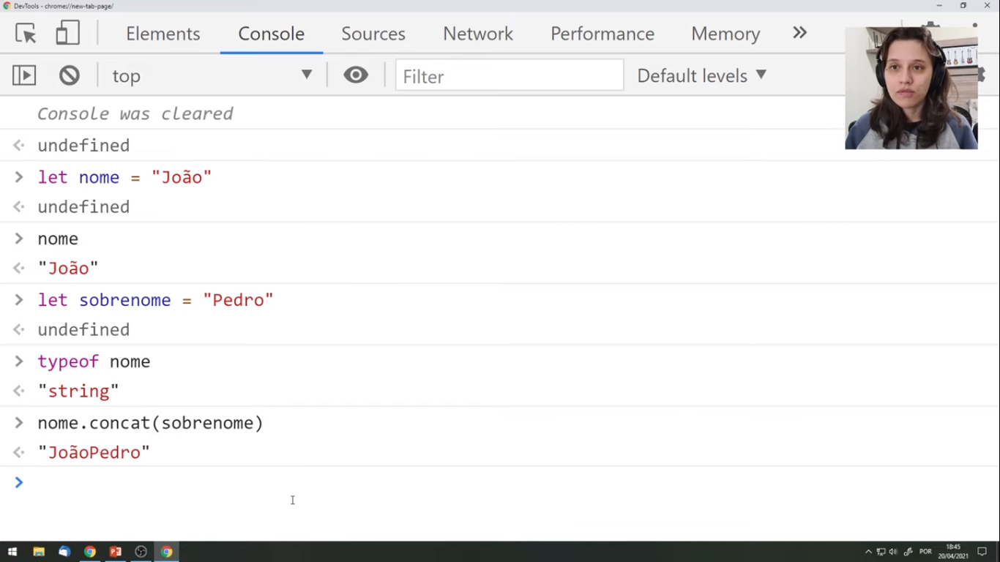 DevTools - chrome://new-tab-page/
Elements Console Sources Network Performance Memory »
top ▼ Filter Default levels ▼
Console was cleared
undefined
> let nome = "João"
undefined
> nome
"João"
> let sobrenome = "Pedro"
undefined
> typeof nome
"string"
> nome.concat(sobrenome)
"JoãoPedro"
>
POR 18:45
20/04/2021